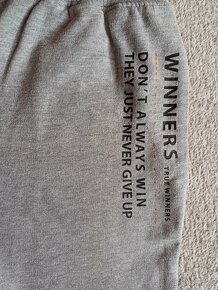 WINNERS
TRUE WINNERS
DON'T ALWAYS WIN
THEY JUST NEVER GIVE UP